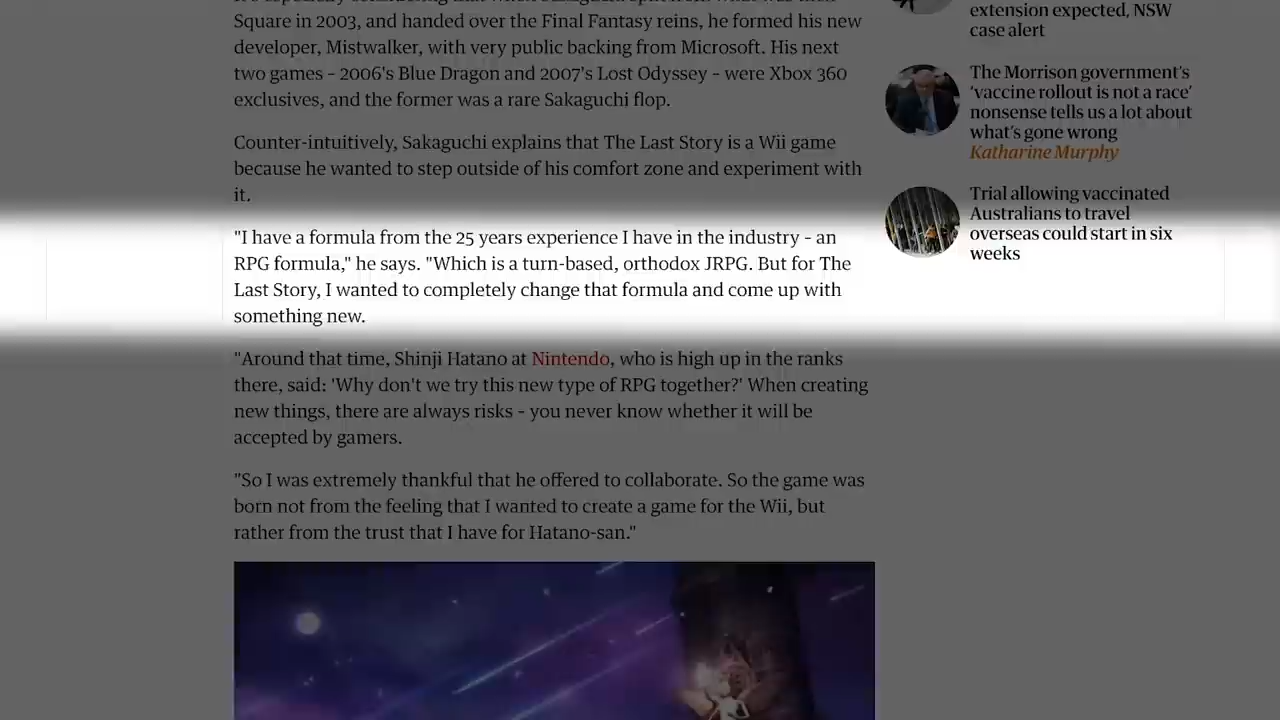 Square in 2003, and handed over the Final Fantasy reins, he formed his new
developer, Mistwalker, with very public backing from Microsoft. His next
two games – 2006's Blue Dragon and 2007's Lost Odyssey – were Xbox 360
exclusives, and the former was a rare Sakaguchi flop.
Counter-intuitively, Sakaguchi explains that The Last Story is a Wii game
because he wanted to step outside of his comfort zone and experiment with
it.
"I have a formula from the 25 years experience I have in the industry – an
RPG formula," he says. "Which is a turn-based, orthodox JRPG. But for The
Last Story, I wanted to completely change that formula and come up with
something new.
"Around that time, Shinji Hatano at Nintendo, who is high up in the ranks
there, said: 'Why don't we try this new type of RPG together?' When creating
new things, there are always risks – you never know whether it will be
accepted by gamers.
"So I was extremely thankful that he offered to collaborate. So the game was
born not from the feeling that I wanted to create a game for the Wii, but
rather from the trust that I have for Hatano-san."
extension expected, NSW
case alert
The Morrison government's
‘vaccine rollout is not a race’
nonsense tells us a lot about
what's gone wrong
Katharine Murphy
Trial allowing vaccinated
Australians to travel
overseas could start in six
weeks